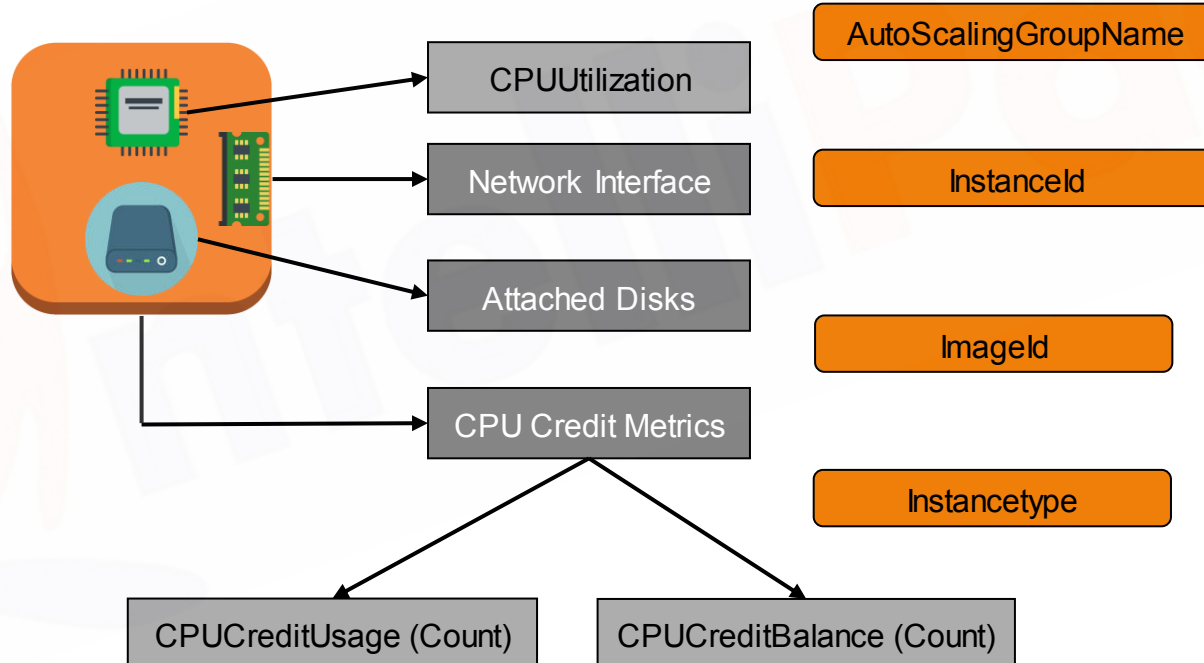 AutoScalingGroupName
CPUUtilization
Network Interface
InstanceId
Attached Disks
ImageId
CPU Credit Metrics
Instancetype
CPUCreditUsage (Count)
CPUCreditBalance (Count)